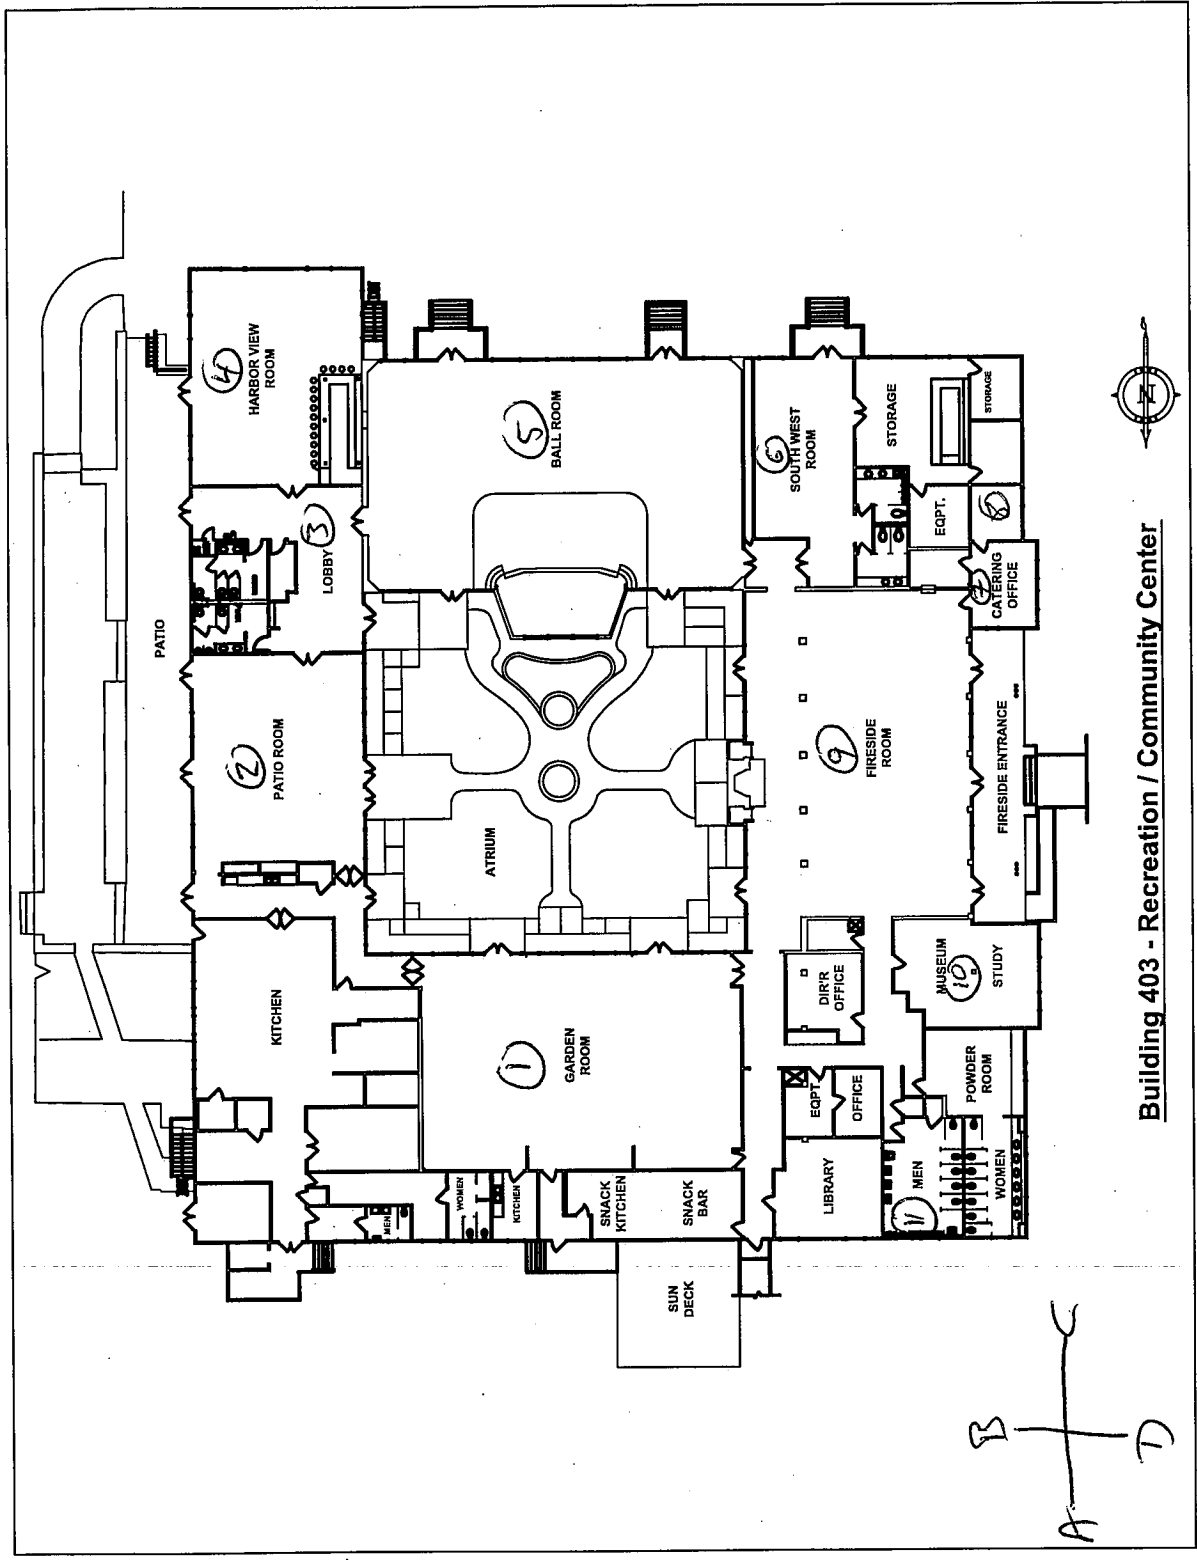 PATIO
4
HARBOR VIEW
ROOM
3
LOBBY
2
PATIO ROOM
KITCHEN
5
BALL ROOM
ATRIUM
1
GARDEN
ROOM
MEN
WOMEN
KITCHEN
SNACK
KITCHEN
SNACK
BAR
SUN
DECK
6
SOUTH WEST
ROOM
STORAGE
STORAGE
EQPT.
8
7
CATERING
OFFICE
9
FIRESIDE
ROOM
FIRESIDE ENTRANCE
DIR'R
OFFICE
MUSEUM
10
STUDY
POWDER
ROOM
EQPT
OFFICE
LIBRARY
MEN
11
WOMEN
N
Building 403 - Recreation / Community Center
A
B
C
D